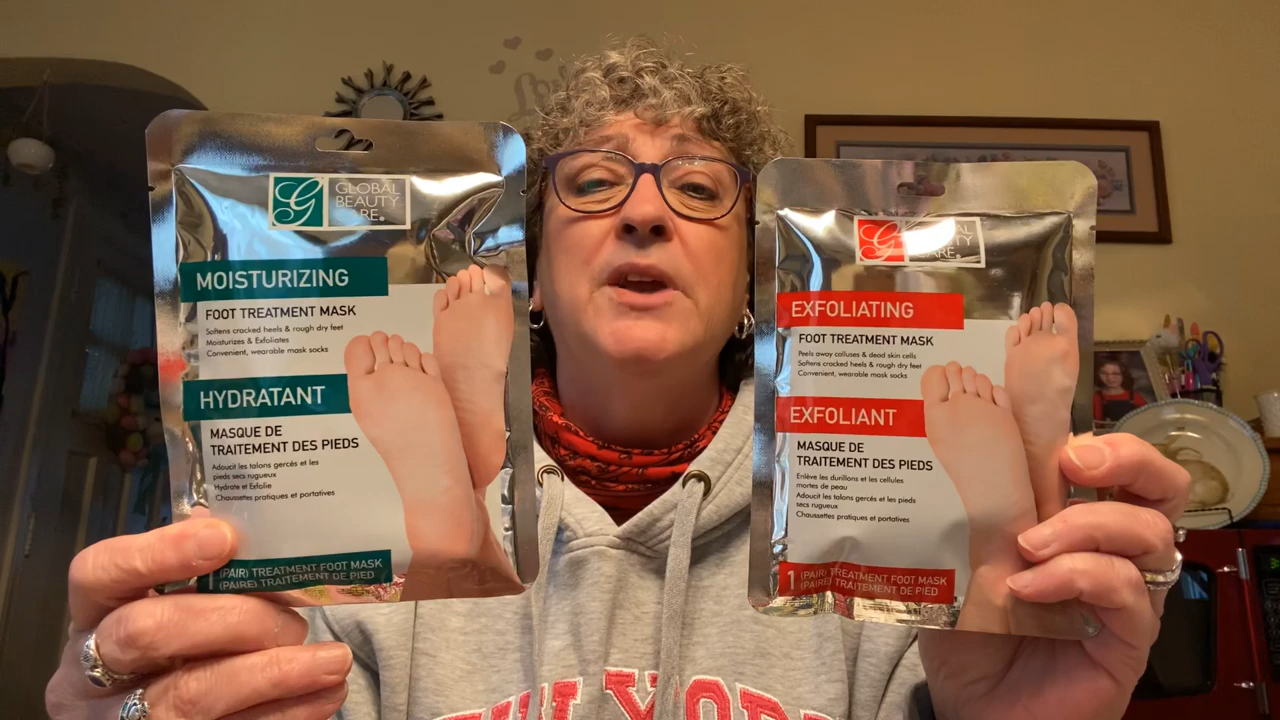 GLOBAL
BEAUTY
CARE
MOISTURIZING
FOOT TREATMENT MASK
Softens cracked heels & rough dry feet
Moisturizes & Exfoliates
Convenient, wearable mask socks
HYDRATANT
MASQUE DE
TRAITEMENT DES PIEDS
Adoucit les talons gercés et les
pieds secs rugueux
Hydrate et Exfolie
Chaussettes pratiques et portatives
(PAIR) TREATMENT FOOT MASK
(PAIRE) TRAITEMENT DE PIED
EXFOLIATING
FOOT TREATMENT MASK
Peels away calluses & dead skin cells
Softens cracked heels & rough dry feet
Convenient, wearable mask socks
EXFOLIANT
MASQUE DE
TRAITEMENT DES PIEDS
Enlève les durillons et les cellules
mortes de peau
Adoucit les talons gercés et les pieds
secs rugueux
Chaussettes pratiques et portatives
1 (PAIR) TREATMENT FOOT MASK
(PAIRE) TRAITEMENT DE PIED
NEW YORK